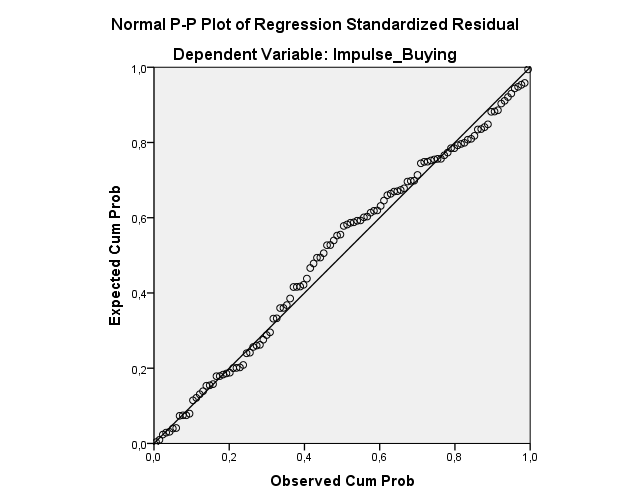 Normal P-P Plot of Regression Standardized Residual
Dependent Variable: Impulse_Buying
1,0
0,8
0,6
0,4
0,2
0,0
Expected Cum Prob
0,0 0,2 0,4 0,6 0,8 1,0
Observed Cum Prob